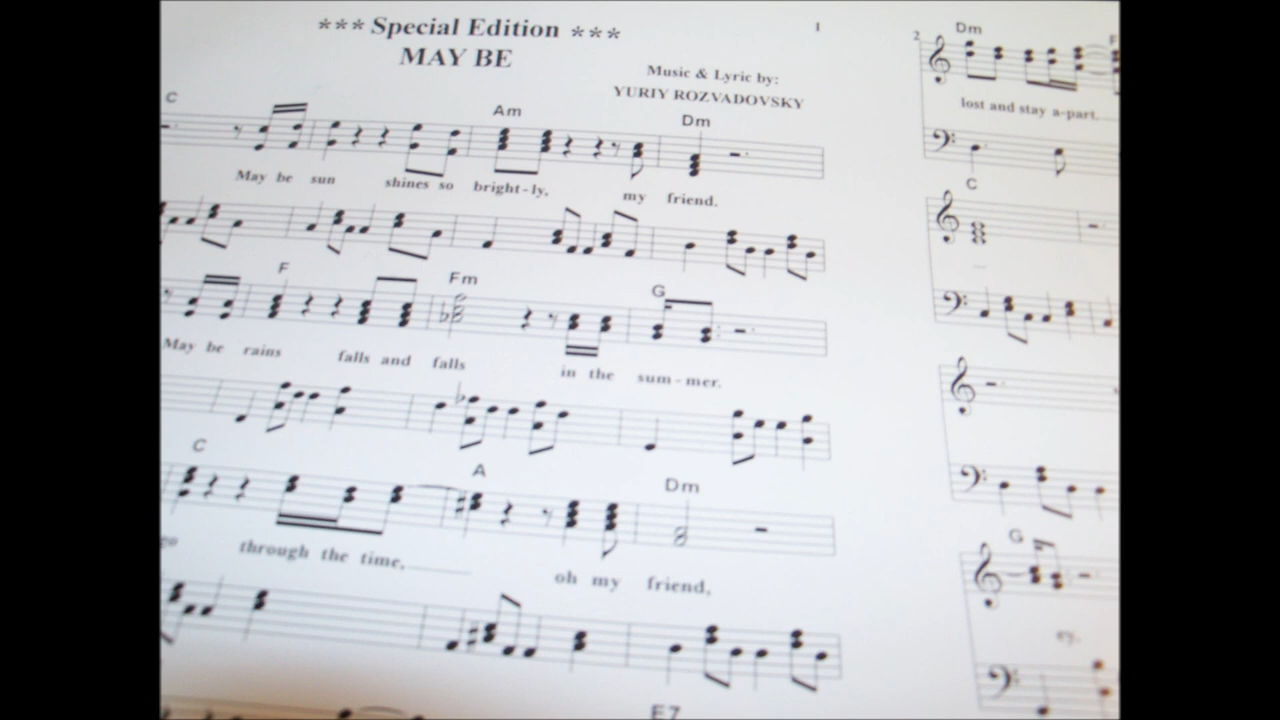 *** Special Edition ***
1
MAY BE
Music & Lyric by:
YURIY ROZVADOVSKY
C Am Dm
May be sun shines so bright-ly, my friend.
F Fm G
May be rains falls and falls in the sum-mer.
C A Dm
through the time, oh my friend,
E7
2
Dm
lost and stay a-part.
C
G
ey.